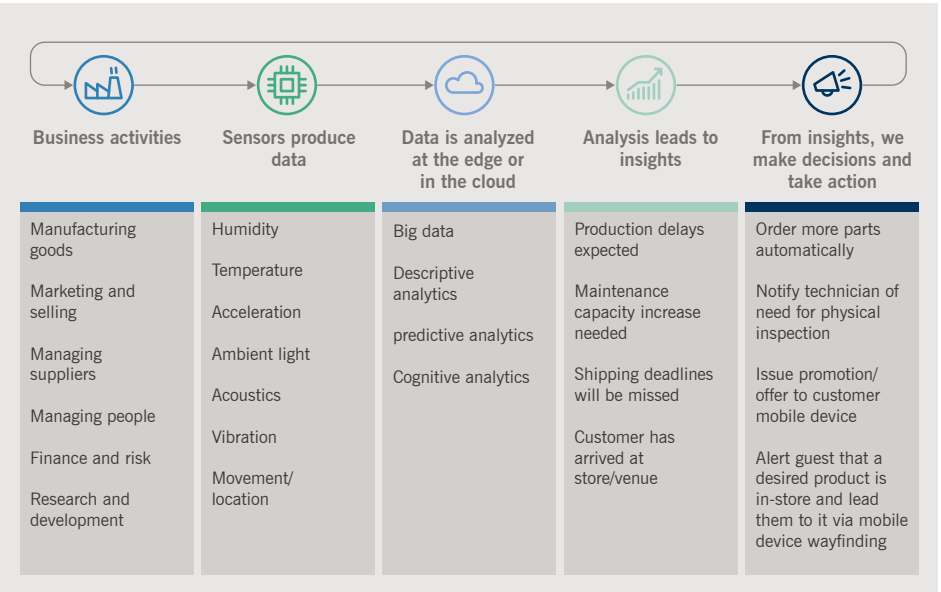 Business activities
Sensors produce
data
Data is analyzed
at the edge or
in the cloud
Analysis leads to
insights
From insights, we
make decisions and
take action
Manufacturing
goods
Marketing and
selling
Managing
suppliers
Managing people
Finance and risk
Research and
development
Humidity
Temperature
Acceleration
Ambient light
Acoustics
Vibration
Movement/
location
Big data
Descriptive
analytics
predictive analytics
Cognitive analytics
Production delays
expected
Maintenance
capacity increase
needed
Shipping deadlines
will be missed
Customer has
arrived at
store/venue
Order more parts
automatically
Notify technician of
need for physical
inspection
Issue promotion/
offer to customer
mobile device
Alert guest that a
desired product is
in-store and lead
them to it via mobile
device wayfinding